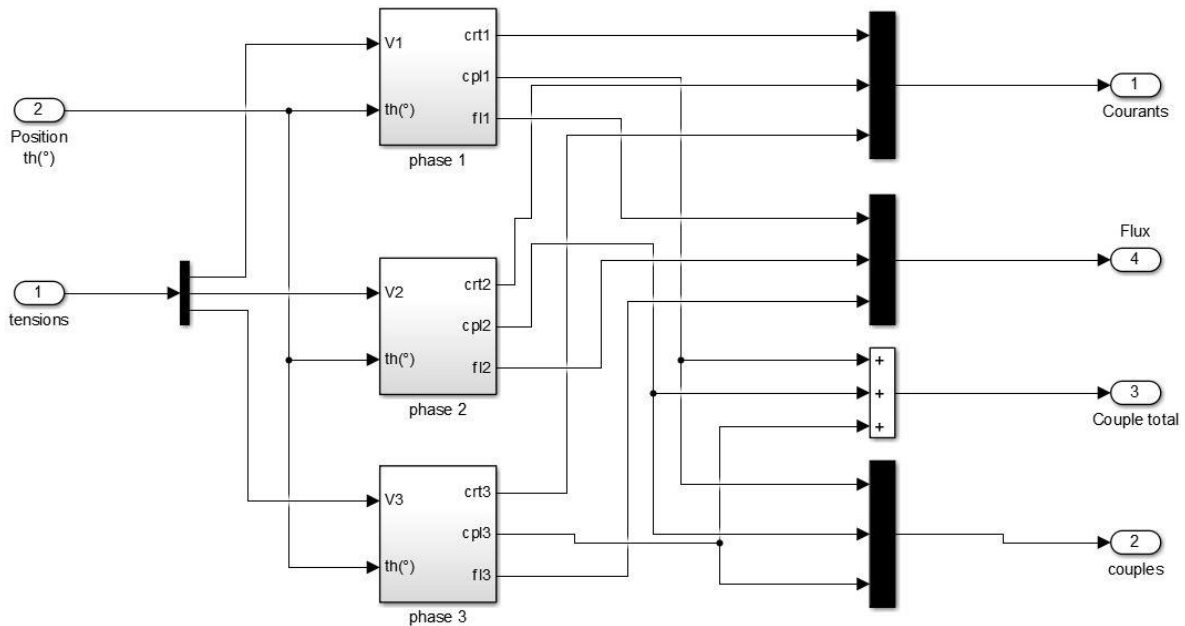 V1
th(°)
crt1
cpl1
fl1
phase 1
2
Position
th(°)
1
tensions
V2
th(°)
crt2
cpl2
fl2
phase 2
V3
th(°)
crt3
cpl3
fl3
phase 3
1
Courants
Flux
4
+
+
+
3
Couple total
2
couples